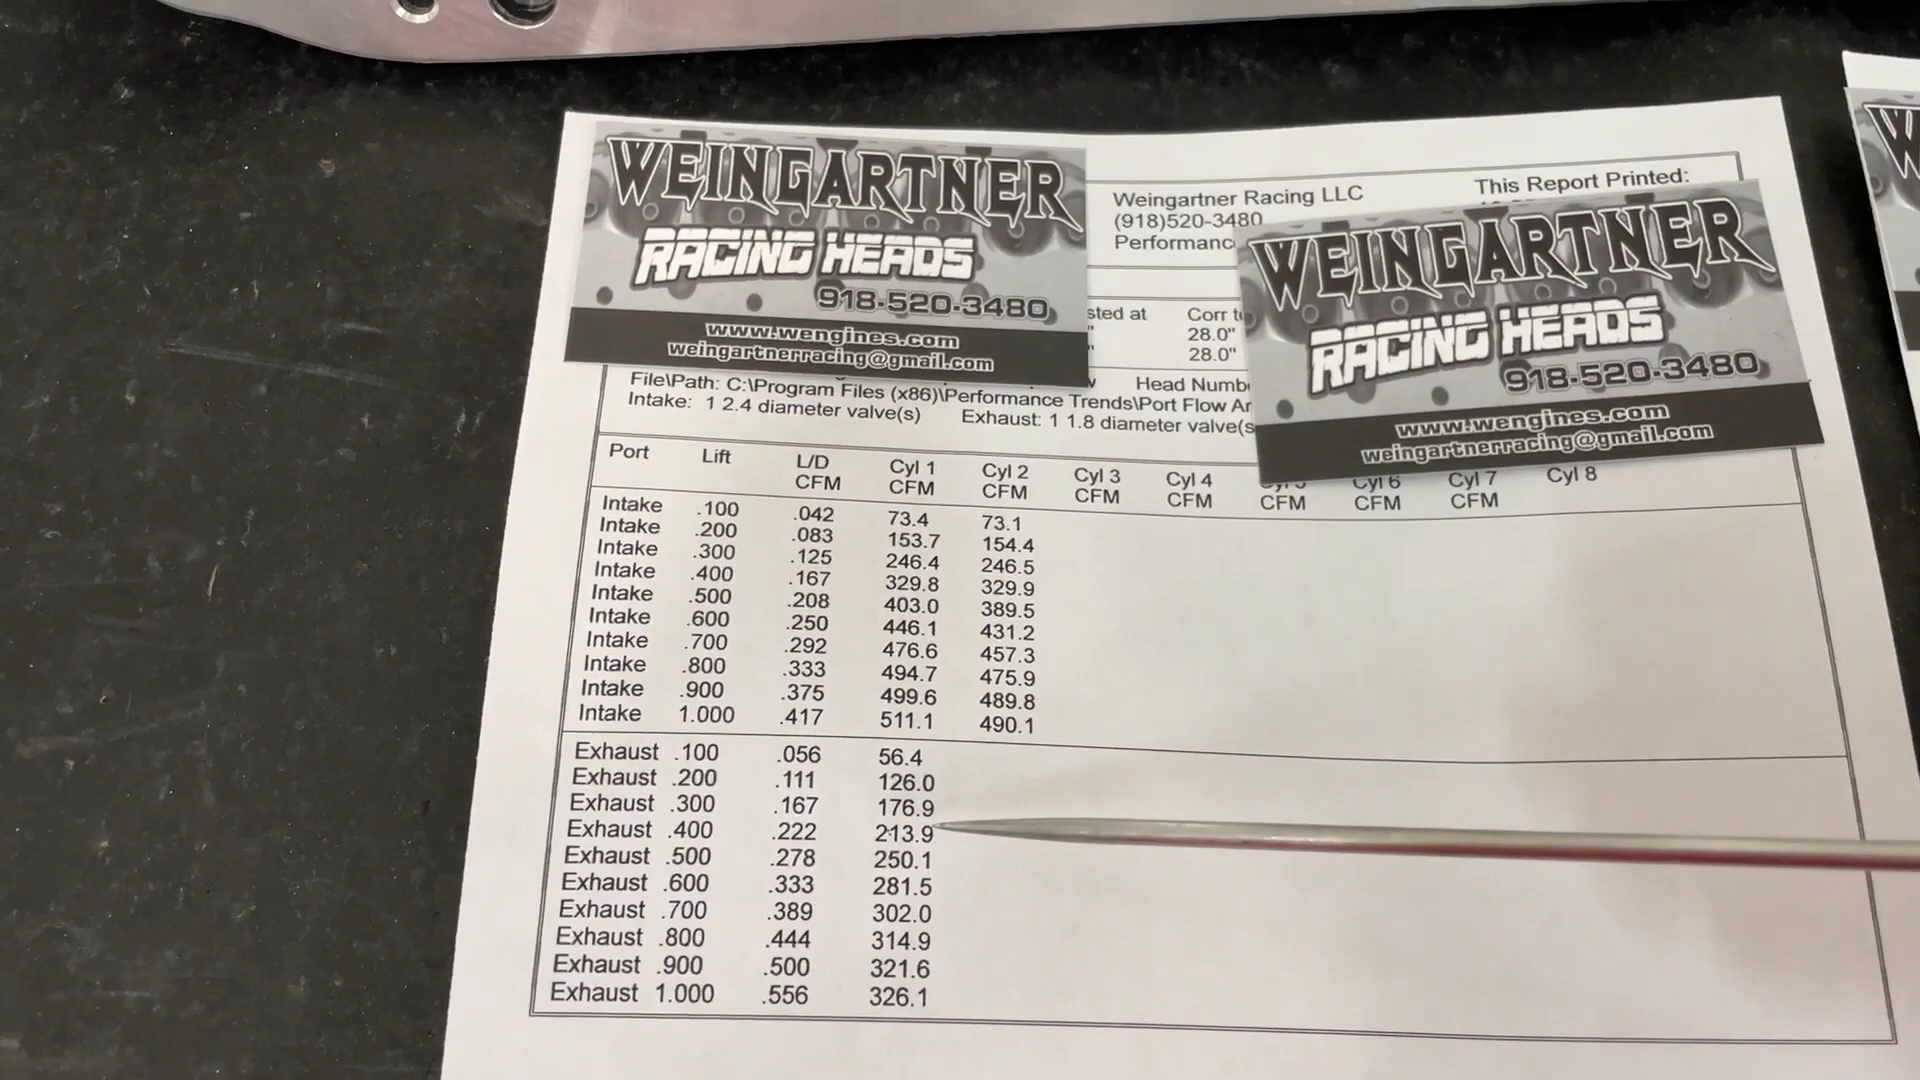 WEINGARTNER
RACING HEADS
918-520-3480
www.wengines.com
weingartnerracing@gmail.com
Weingartner Racing LLC
(918)520-3480
This Report Printed:
WEINGARTNER
RACING HEADS
918-520-3480
www.wengines.com
weingartnerracing@gmail.com
at Corr
28.0"
28.0"
Head
File\Path: C:\Program Files (x86)\Performance Trends\Port Flow
Intake: 1 2.4 diameter valve(s) Exhaust: 1 1.8 diameter valve(s
Port Lift L/D Cyl 1 Cyl 2 Cyl 3 Cyl 4 Cyl 5 Cyl 6 Cyl 7 Cyl 8
CFM CFM CFM CFM CFM CFM CFM CFM
Intake .100 .042 73.4 73.1
Intake .200 .083 153.7 154.4
Intake .300 .125 246.4 246.5
Intake .400 .167 329.8 329.9
Intake .500 .208 403.0 389.5
Intake .600 .250 446.1 431.2
Intake .700 .292 476.6 457.3
Intake .800 .333 494.7 475.9
Intake .900 .375 499.6 489.8
Intake 1.000 .417 511.1 490.1
Exhaust .100 .056 56.4
Exhaust .200 .111 126.0
Exhaust .300 .167 176.9
Exhaust .400 .222 213.9
Exhaust .500 .278 250.1
Exhaust .600 .333 281.5
Exhaust .700 .389 302.0
Exhaust .800 .444 314.9
Exhaust .900 .500 321.6
Exhaust 1.000 .556 326.1